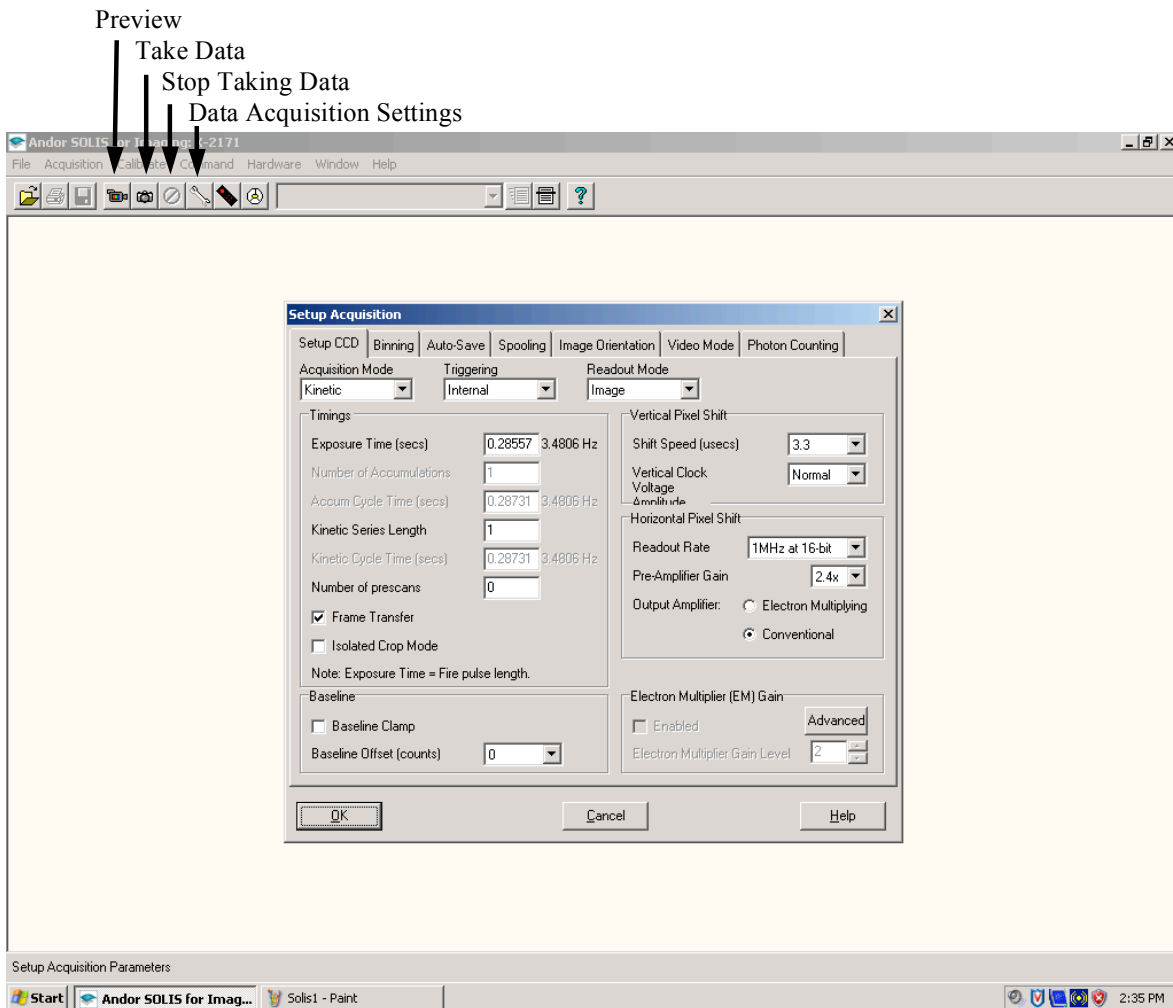 Preview
Take Data
Stop Taking Data
Data Acquisition Settings
Andor SOLIS for Imaging: X-2171
File Acquisition Calibrate Command Hardware Window Help
Setup Acquisition
Setup CCD Binning Auto-Save Spooling Image Orientation Video Mode Photon Counting
Acquisition Mode Triggering Readout Mode
Kinetic Internal Image
Timings
Exposure Time (secs) 0.28557 3.4806 Hz
Number of Accumulations 1
Accum Cycle Time (secs) 0.28731 3.4806 Hz
Kinetic Series Length 1
Kinetic Cycle Time (secs) 0.28731 3.4806 Hz
Number of prescans 0
Frame Transfer
Isolated Crop Mode
Note: Exposure Time = Fire pulse length.
Baseline
Baseline Clamp
Baseline Offset (counts) 0
Vertical Pixel Shift
Shift Speed (usecs) 3.3
Vertical Clock Normal
Voltage
Amplitude
Horizontal Pixel Shift
Readout Rate 1MHz at 16-bit
Pre-Amplifier Gain 2.4x
Output Amplifier: Electron Multiplying
Conventional
Electron Multiplier (EM) Gain
Enabled Advanced
Electron Multiplier Gain Level 2
OK Cancel Help
Setup Acquisition Parameters
Start Andor SOLIS for Imag... Solis1 - Paint 2:35 PM